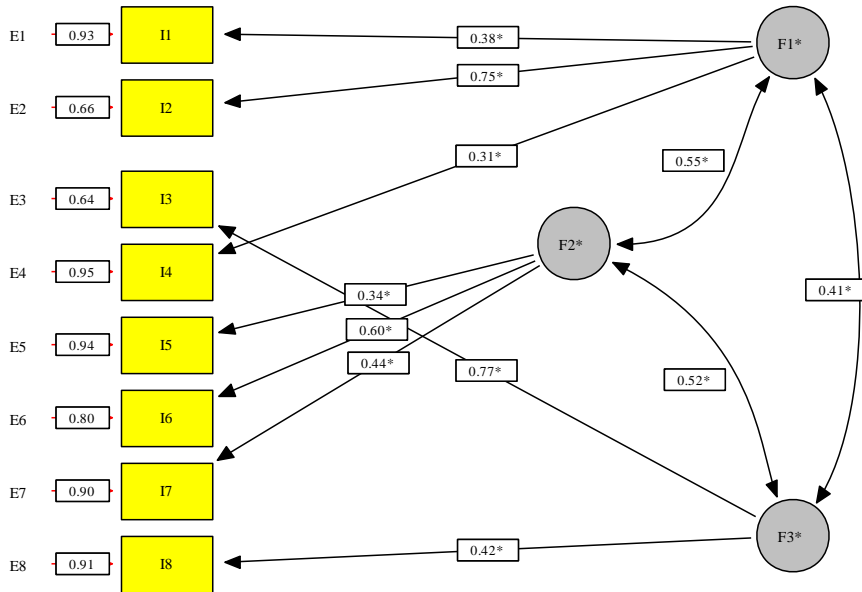 E1 0.93 I1 0.38* F1*
E2 0.66 I2 0.75*
0.31* 0.55*
E3 0.64 I3
F2*
E4 0.95 I4
0.34* 0.41*
E5 0.94 I5 0.60*
0.44* 0.77* 0.52*
E6 0.80 I6
E7 0.90 I7
F3*
E8 0.91 I8 0.42*